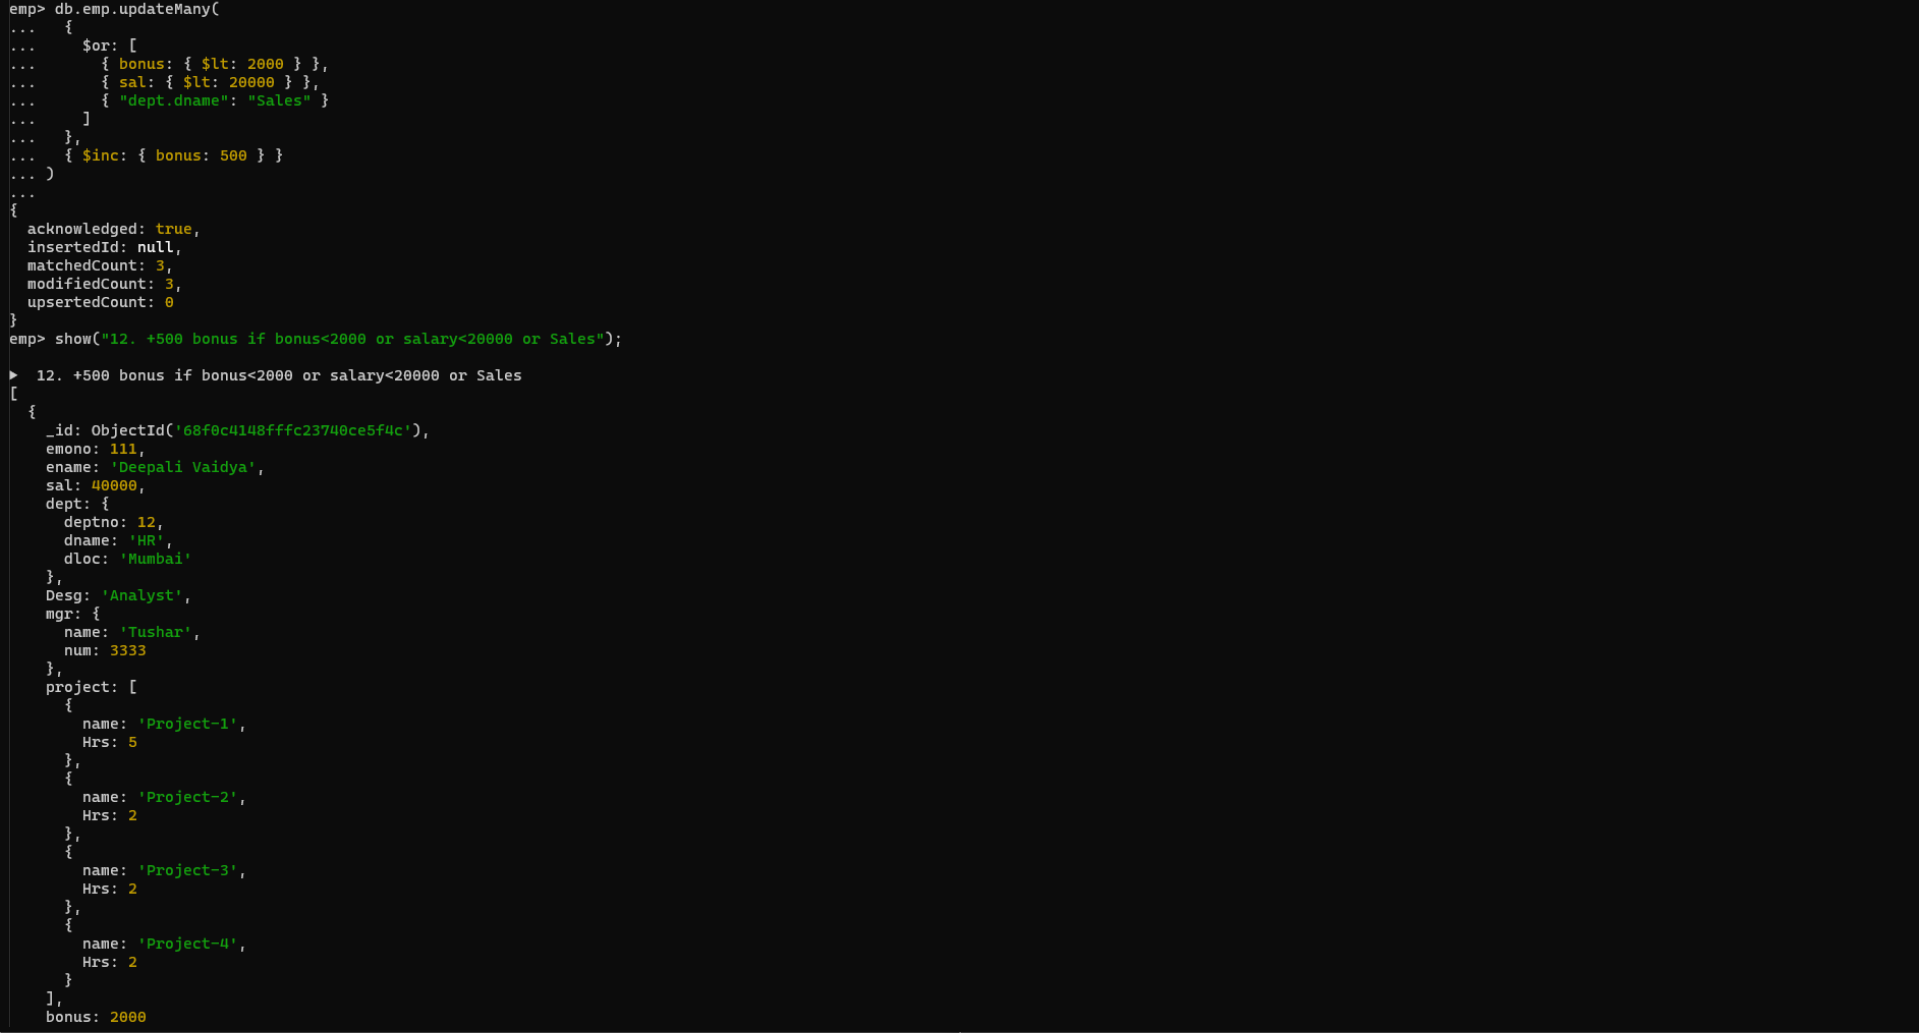 emp> db.emp.updateMany(
...   {
...     $or: [
...       { bonus: { $lt: 2000 } },
...       { sal: { $lt: 20000 } },
...       { "dept.dname": "Sales" }
...     ]
...   },
...   { $inc: { bonus: 500 } }
... )
...
{
  acknowledged: true,
  insertedId: null,
  matchedCount: 3,
  modifiedCount: 3,
  upsertedCount: 0
}
emp> show("12. +500 bonus if bonus<2000 or salary<20000 or Sales");
▶  12. +500 bonus if bonus<2000 or salary<20000 or Sales
[
  {
    _id: ObjectId('68f0c4148fffc23740ce5f4c'),
    emono: 111,
    ename: 'Deepali Vaidya',
    sal: 40000,
    dept: {
      deptno: 12,
      dname: 'HR',
      dloc: 'Mumbai'
    },
    Desg: 'Analyst',
    mgr: {
      name: 'Tushar',
      num: 3333
    },
    project: [
      {
        name: 'Project-1',
        Hrs: 5
      },
      {
        name: 'Project-2',
        Hrs: 2
      },
      {
        name: 'Project-3',
        Hrs: 2
      },
      {
        name: 'Project-4',
        Hrs: 2
      }
    ],
    bonus: 2000